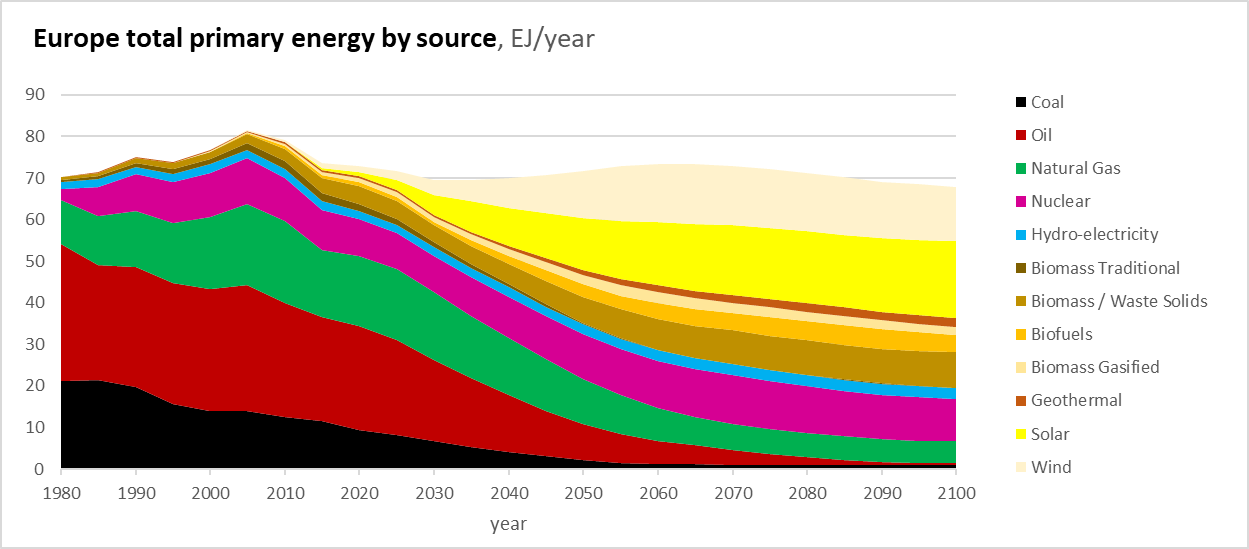 Europe total primary energy by source, EJ/year
90
80
70
60
50
40
30
20
10
0
1980 1990 2000 2010 2020 2030 2040 2050 2060 2070 2080 2090 2100
year
Coal
Oil
Natural Gas
Nuclear
Hydro-electricity
Biomass Traditional
Biomass / Waste Solids
Biofuels
Biomass Gasified
Geothermal
Solar
Wind